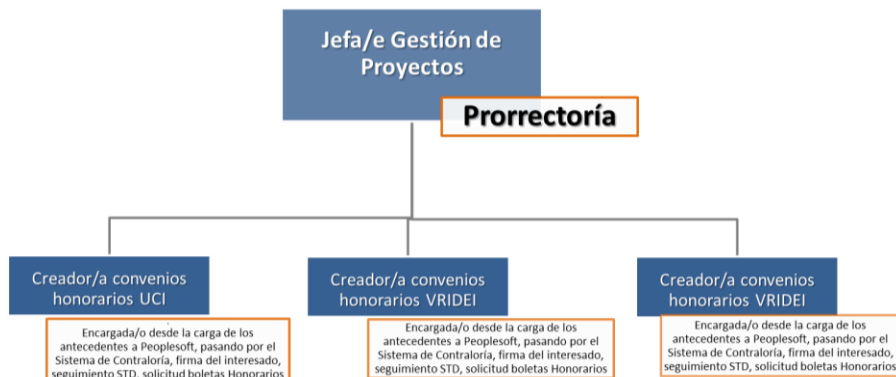 Jefa/e Gestión de
Proyectos
Prorrectoría
Creador/a convenios
honorarios UCI
Encargada/o desde la carga de los
antecedentes a Peoplesoft, pasando por el
Sistema de Contraloría, firma del interesado,
seguimiento STD, solicitud boletas Honorarios
Creador/a convenios
honorarios VRIDEI
Encargada/o desde la carga de los
antecedentes a Peoplesoft, pasando por el
Sistema de Contraloría, firma del interesado,
seguimiento STD, solicitud boletas Honorarios
Creador/a convenios
honorarios VRIDEI
Encargada/o desde la carga de los
antecedentes a Peoplesoft, pasando por el
Sistema de Contraloría, firma del interesado,
seguimiento STD, solicitud boletas Honorarios